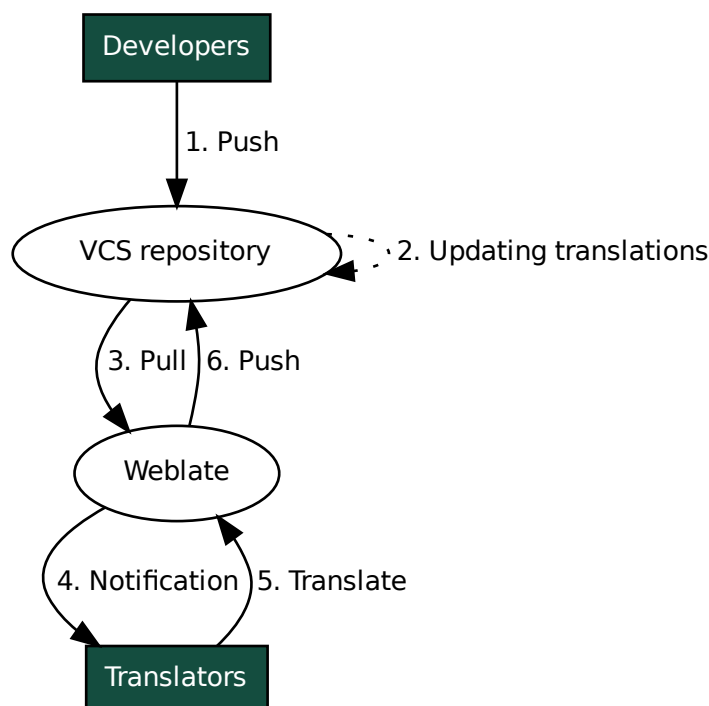 Developers
1. Push
VCS repository
2. Updating translations
3. Pull
6. Push
Weblate
4. Notification
5. Translate
Translators